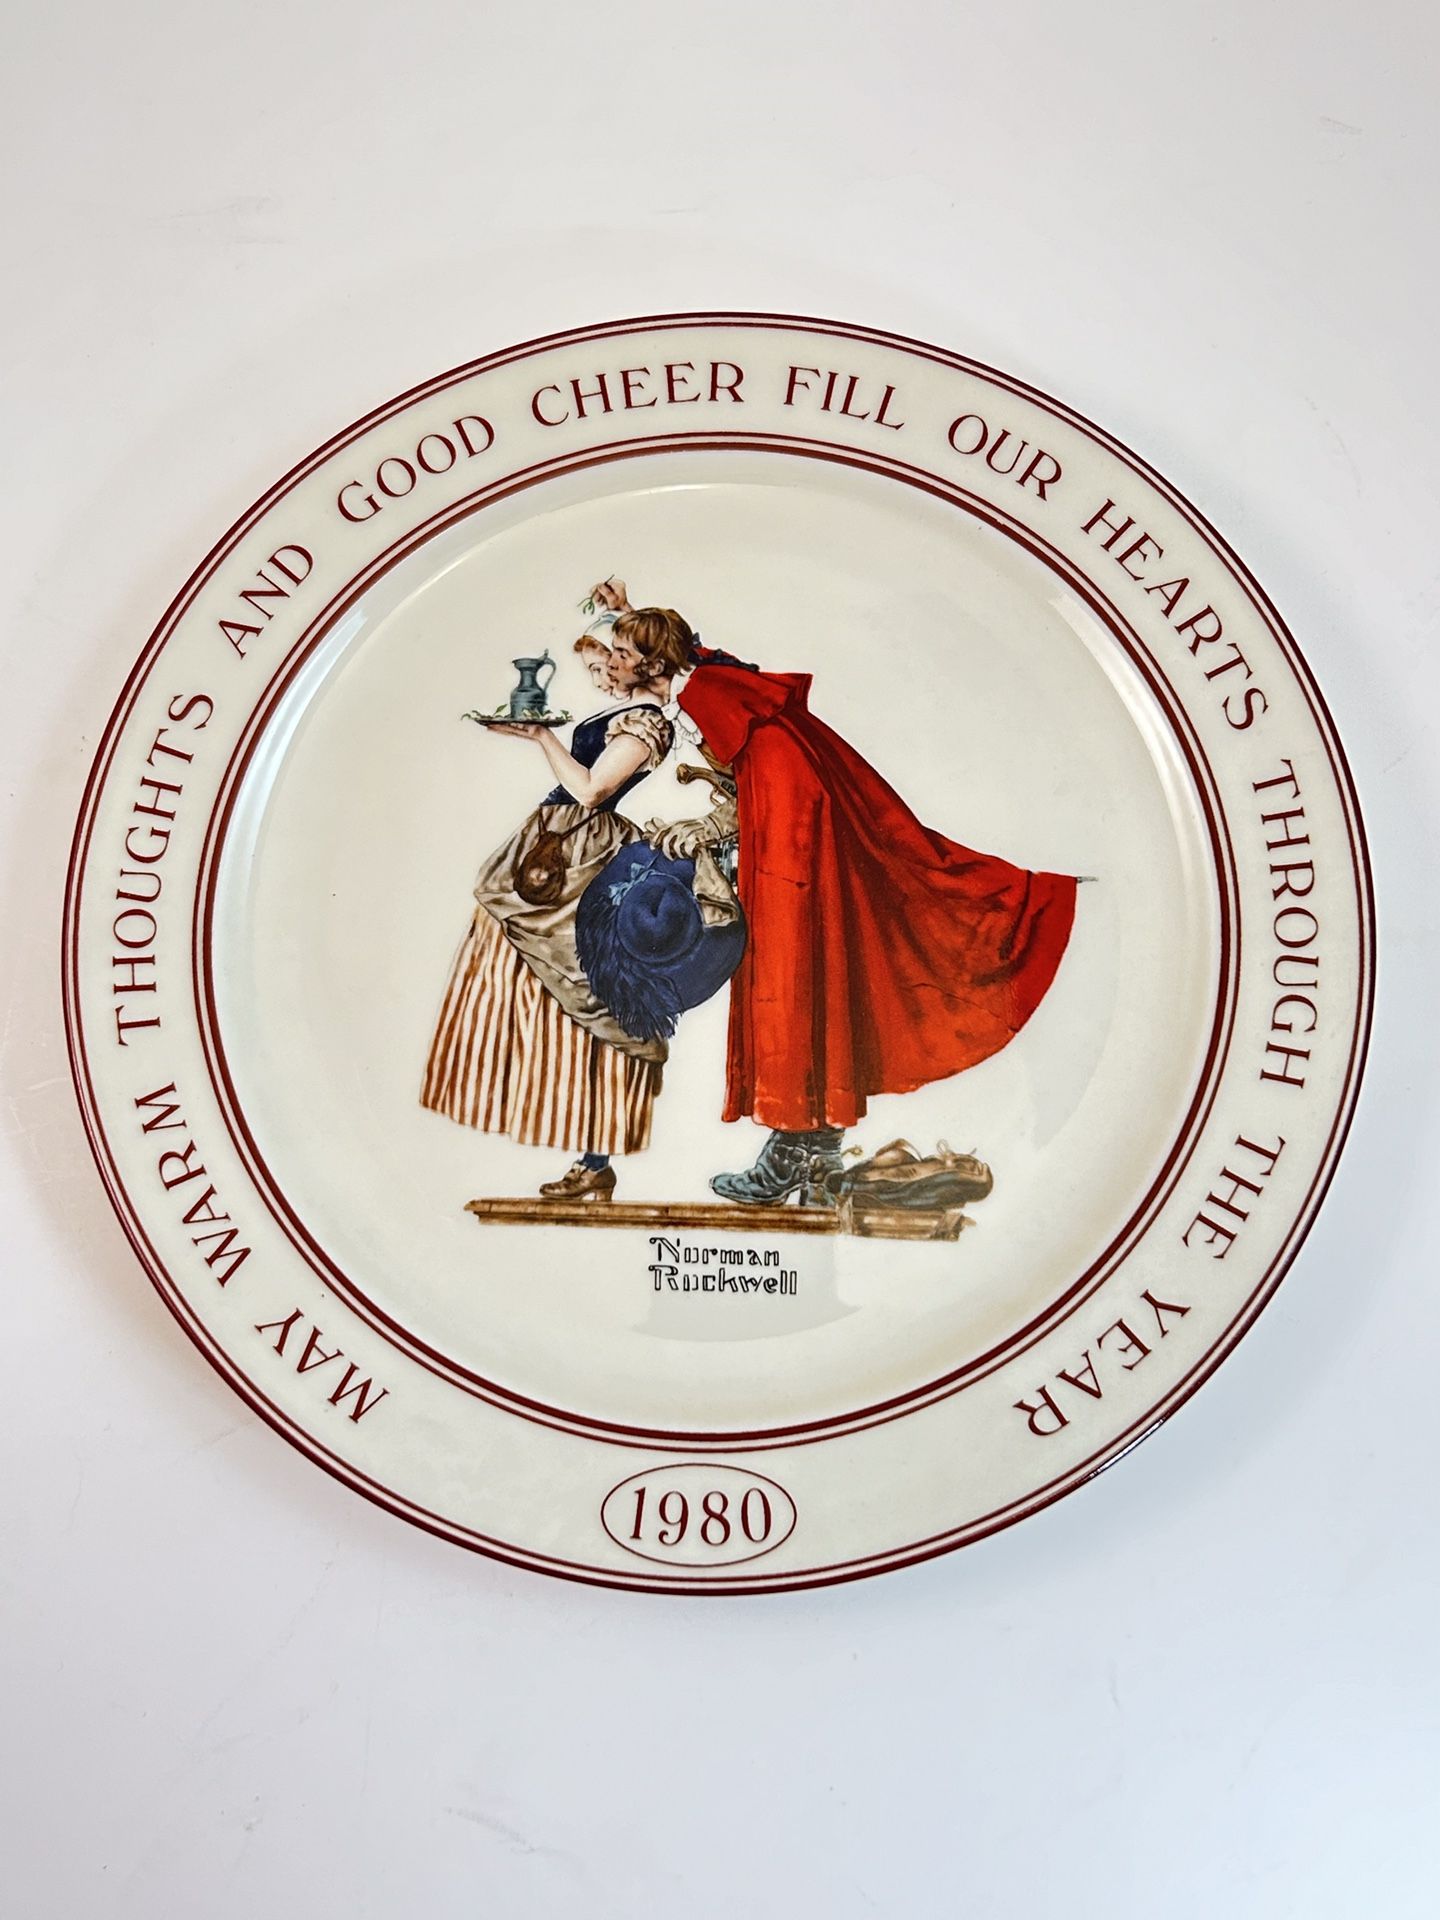 MAY WARM THOUGHTS AND GOOD CHEER FILL OUR HEARTS THROUGH THE YEAR
Norman
Rockwell
1980